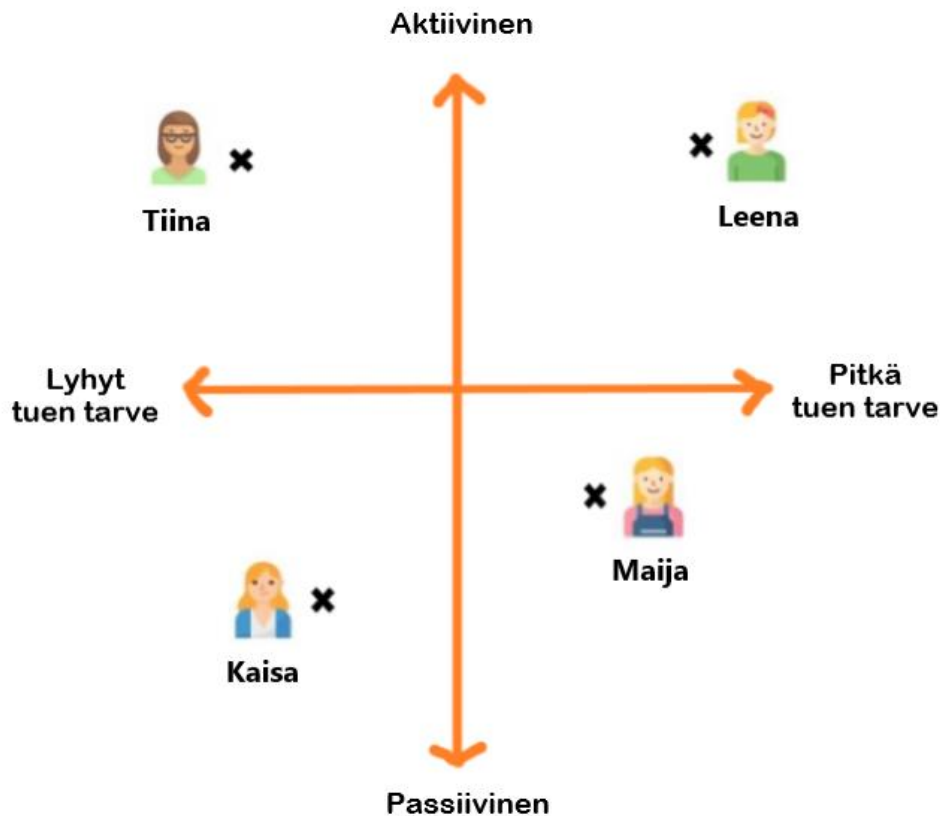 Aktiivinen
Tiina
Leena
Lyhyt
tuen tarve
Pitkä
tuen tarve
Maija
Kaisa
Passiivinen